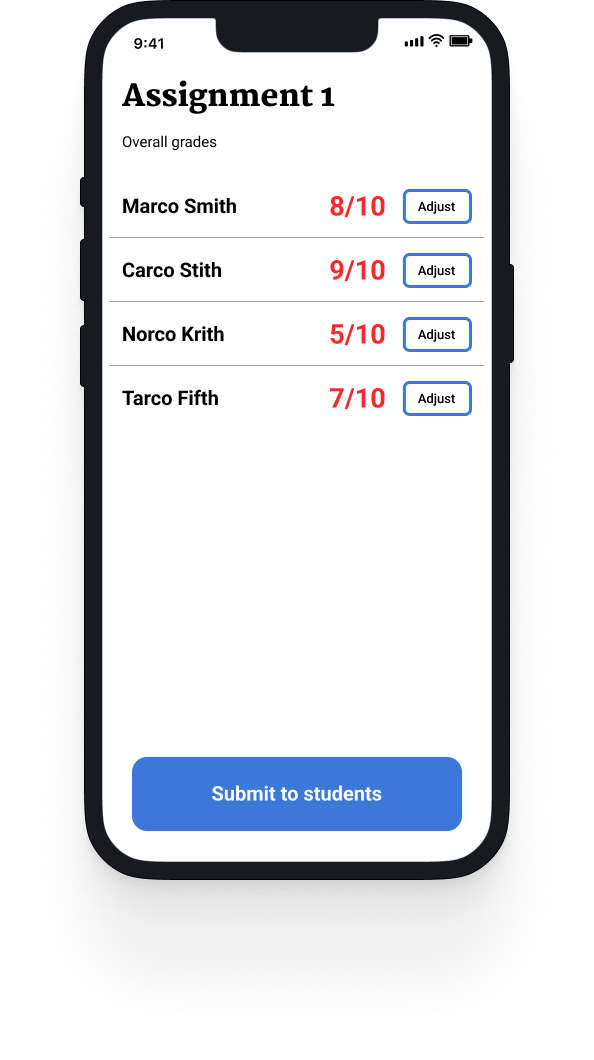 9:41
Assignment 1
Overall grades
Marco Smith 8/10 Adjust
Carco Stith 9/10 Adjust
Norco Krith 5/10 Adjust
Tarco Fifth 7/10 Adjust
Submit to students